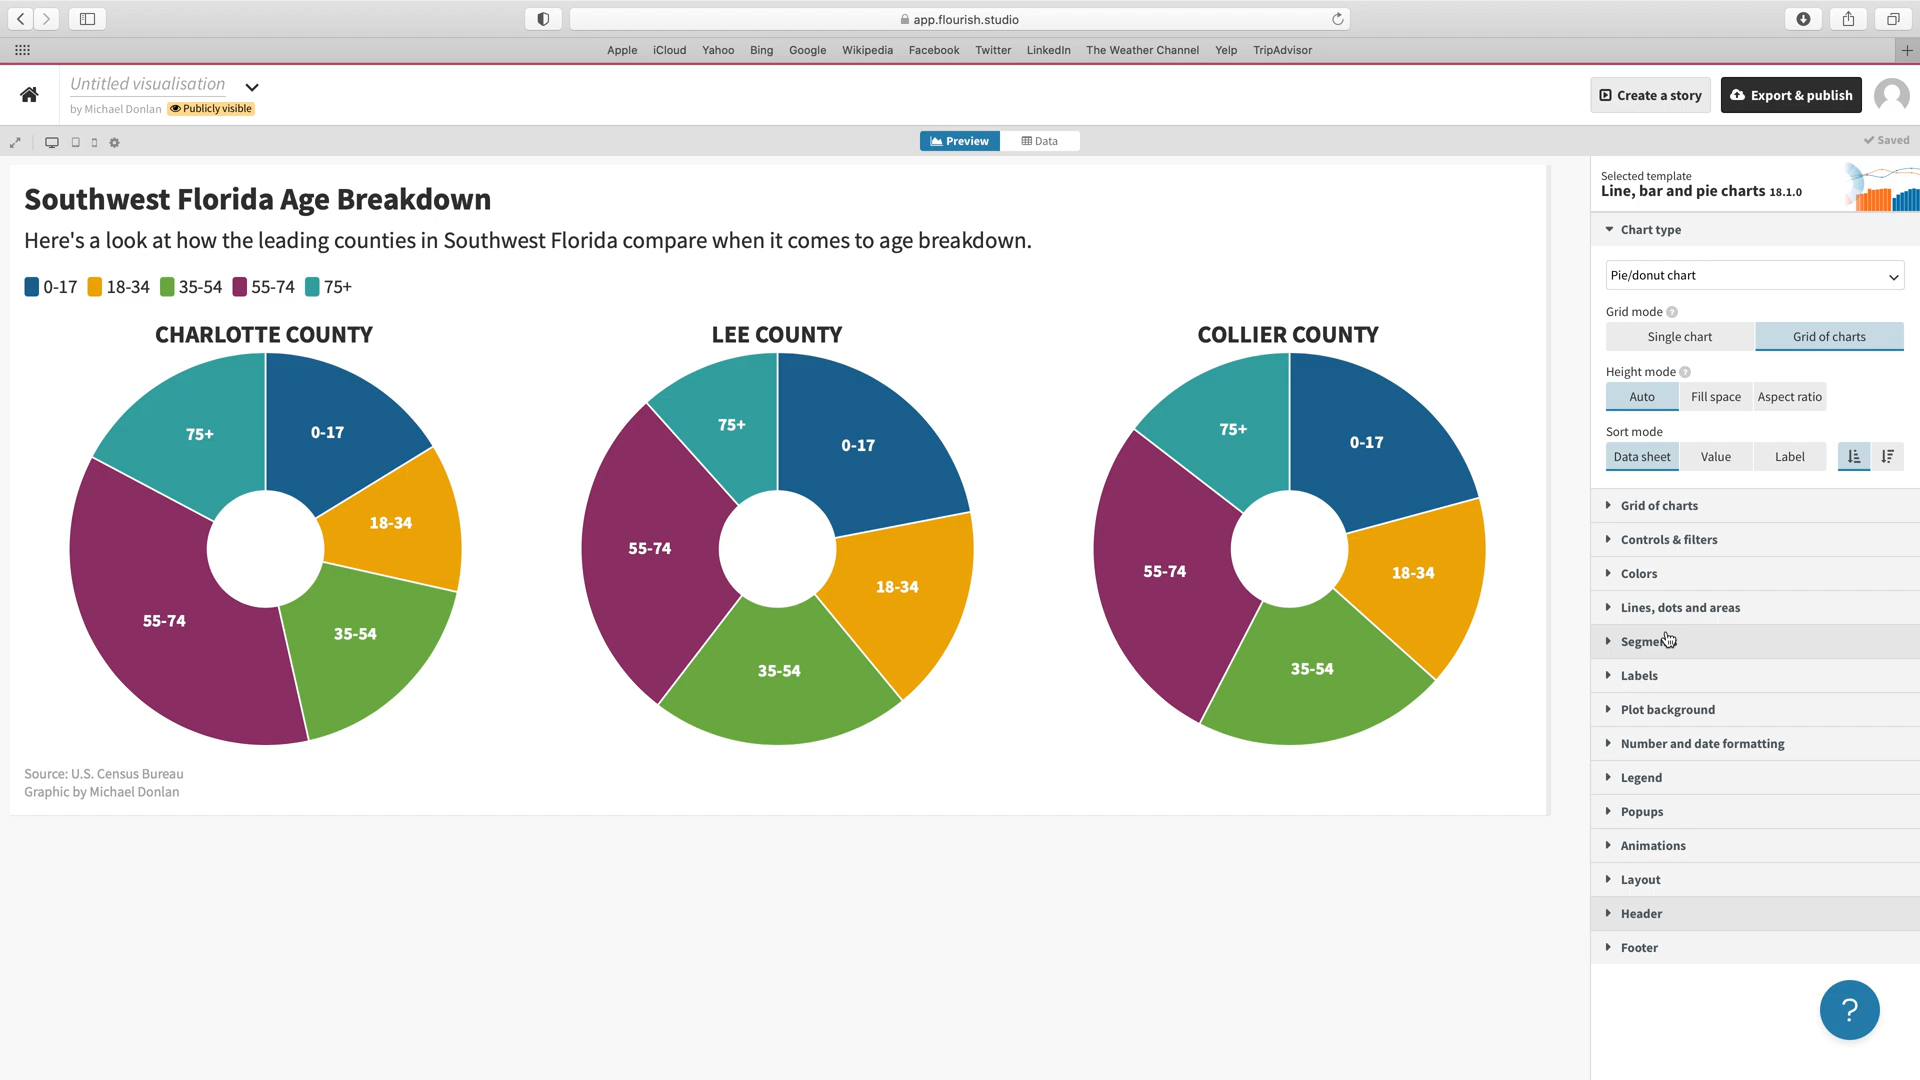 app.flourish.studio
Apple iCloud Yahoo Bing Google Wikipedia Facebook Twitter LinkedIn The Weather Channel Yelp TripAdvisor
Untitled visualisation
by Michael Donlan Publicly visible
Create a story
Export & publish
Preview
Data
Saved
Southwest Florida Age Breakdown
Here's a look at how the leading counties in Southwest Florida compare when it comes to age breakdown.
0-17 18-34 35-54 55-74 75+
CHARLOTTE COUNTY
75+
0-17
18-34
55-74
35-54
LEE COUNTY
75+
0-17
55-74
18-34
35-54
COLLIER COUNTY
75+
0-17
55-74
18-34
35-54
Source: U.S. Census Bureau
Graphic by Michael Donlan
Selected template
Line, bar and pie charts 18.1.0
Chart type
Pie/donut chart
Grid mode ?
Single chart Grid of charts
Height mode ?
Auto Fill space Aspect ratio
Sort mode
Data sheet Value Label
Grid of charts
Controls & filters
Colors
Lines, dots and areas
Labels
Plot background
Number and date formatting
Legend
Popups
Animations
Layout
Header
Footer
?